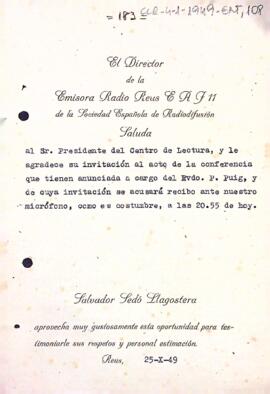 = 183 =
CLR-4-1-1949-ENT, 108
El Director
de la
Emisora Radio Reus E A J 11
de la Sociedad Española de Radiodifusión
Saluda
al Sr. Presidente del Centro de Lectura, y le
agradece su invitación al acto de la conferencia
que tienen anunciada a cargo del Rvdo. P. Puig, y
de cuya invitación se acusará recibo ante nuestro
micrófono, como es costumbre, a las 20.55 de hoy.
Salvador Sedó Llagostera
aprovecha muy gustosamente esta oportunidad para tes-
timoniarle sus respetos y personal estimación.
Reus, 25-X-49